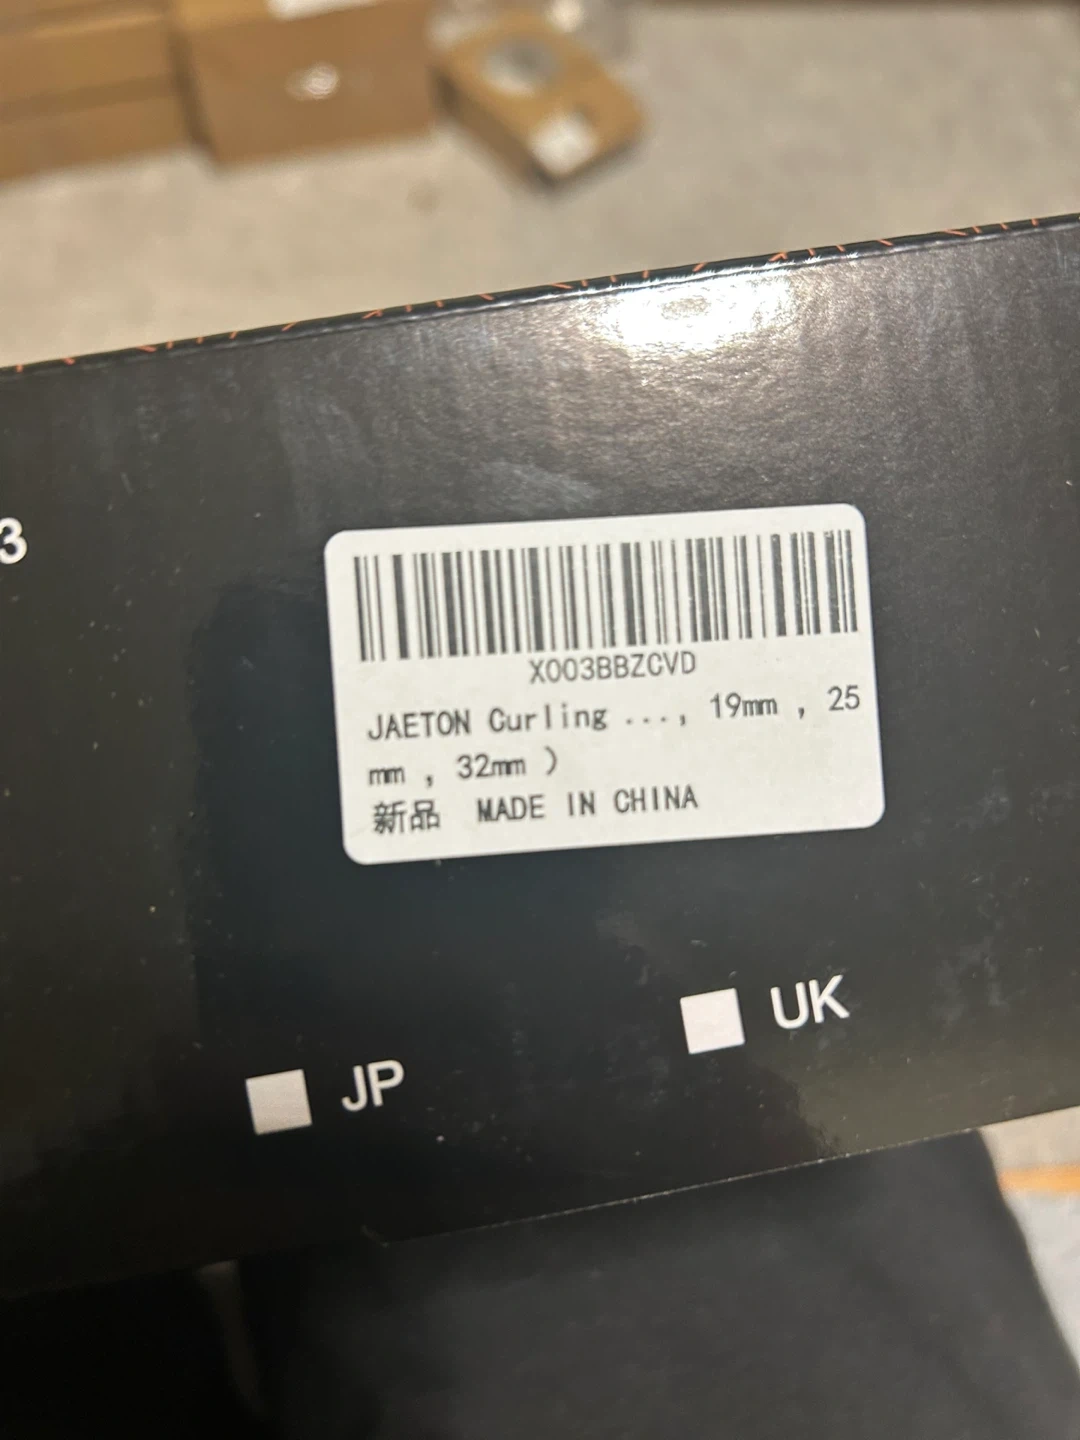 3
X003BBZCVD
JAETON Curling ..., 19mm , 25
mm , 32mm )
新品 MADE IN CHINA
UK
JP